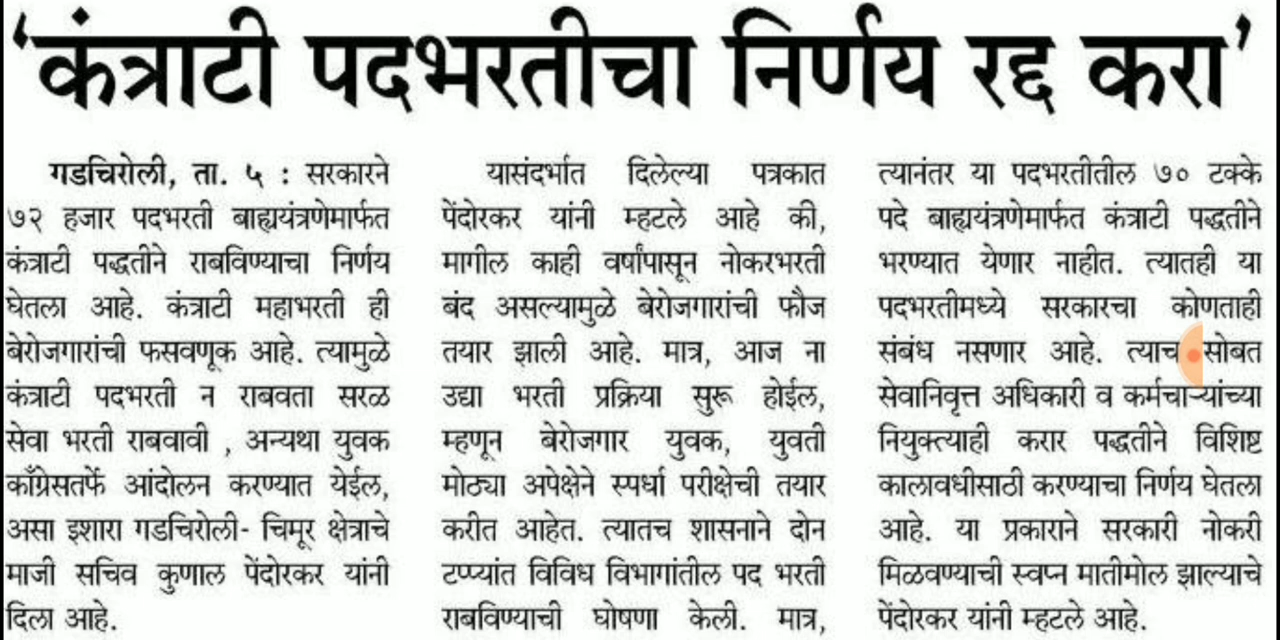 ‘कंत्राटी पदभरतीचा निर्णय रद्द करा’
गडचिरोली, ता. ५ : सरकारने
७२ हजार पदभरती बाह्ययंत्रणेमार्फत
कंत्राटी पद्धतीने राबविण्याचा निर्णय
घेतला आहे. कंत्राटी महाभरती ही
बेरोजगारांची फसवणूक आहे. त्यामुळे
कंत्राटी पदभरती न राबवता सरळ
सेवा भरती राबवावी , अन्यथा युवक
काँग्रेसतर्फे आंदोलन करण्यात येईल,
असा इशारा गडचिरोली- चिमूर क्षेत्राचे
माजी सचिव कुणाल पेंदोरकर यांनी
दिला आहे.
यासंदर्भात दिलेल्या पत्रकात
पेंदोरकर यांनी म्हटले आहे की,
मागील काही वर्षांपासून नोकरभरती
बंद असल्यामुळे बेरोजगारांची फौज
तयार झाली आहे. मात्र, आज ना
उद्या भरती प्रक्रिया सुरू होईल,
म्हणून बेरोजगार युवक, युवती
मोठ्या अपेक्षेने स्पर्धा परीक्षेची तयार
करीत आहेत. त्यातच शासनाने दोन
टप्प्यांत विविध विभागांतील पद भरती
राबविण्याची घोषणा केली. मात्र,
त्यानंतर या पदभरतीतील ७० टक्के
पदे बाह्ययंत्रणेमार्फत कंत्राटी पद्धतीने
भरण्यात येणार नाहीत. त्यातही या
पदभरतीमध्ये सरकारचा कोणताही
संबंध नसणार आहे. त्याच सोबत
सेवानिवृत्त अधिकारी व कर्मचाऱ्यांच्या
नियुक्त्याही करार पद्धतीने विशिष्ट
कालावधीसाठी करण्याचा निर्णय घेतला
आहे. या प्रकाराने सरकारी नोकरी
मिळवण्याची स्वप्न मातीमोल झाल्याचे
पेंदोरकर यांनी म्हटले आहे.